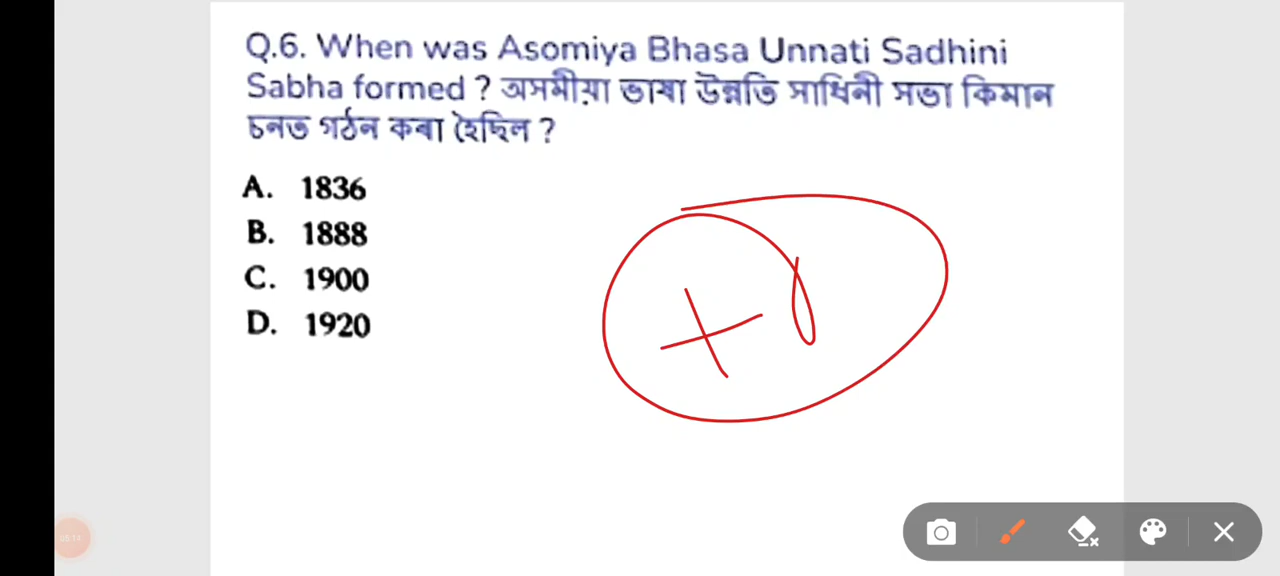 Q.6. When was Asomiya Bhasa Unnati Sadhini
Sabha formed ? অসমীয়া ভাষা উন্নতি সাধিনী সভা কিমান
চনত গঠন কৰা হৈছিল ?
A. 1836
B. 1888
C. 1900
D. 1920